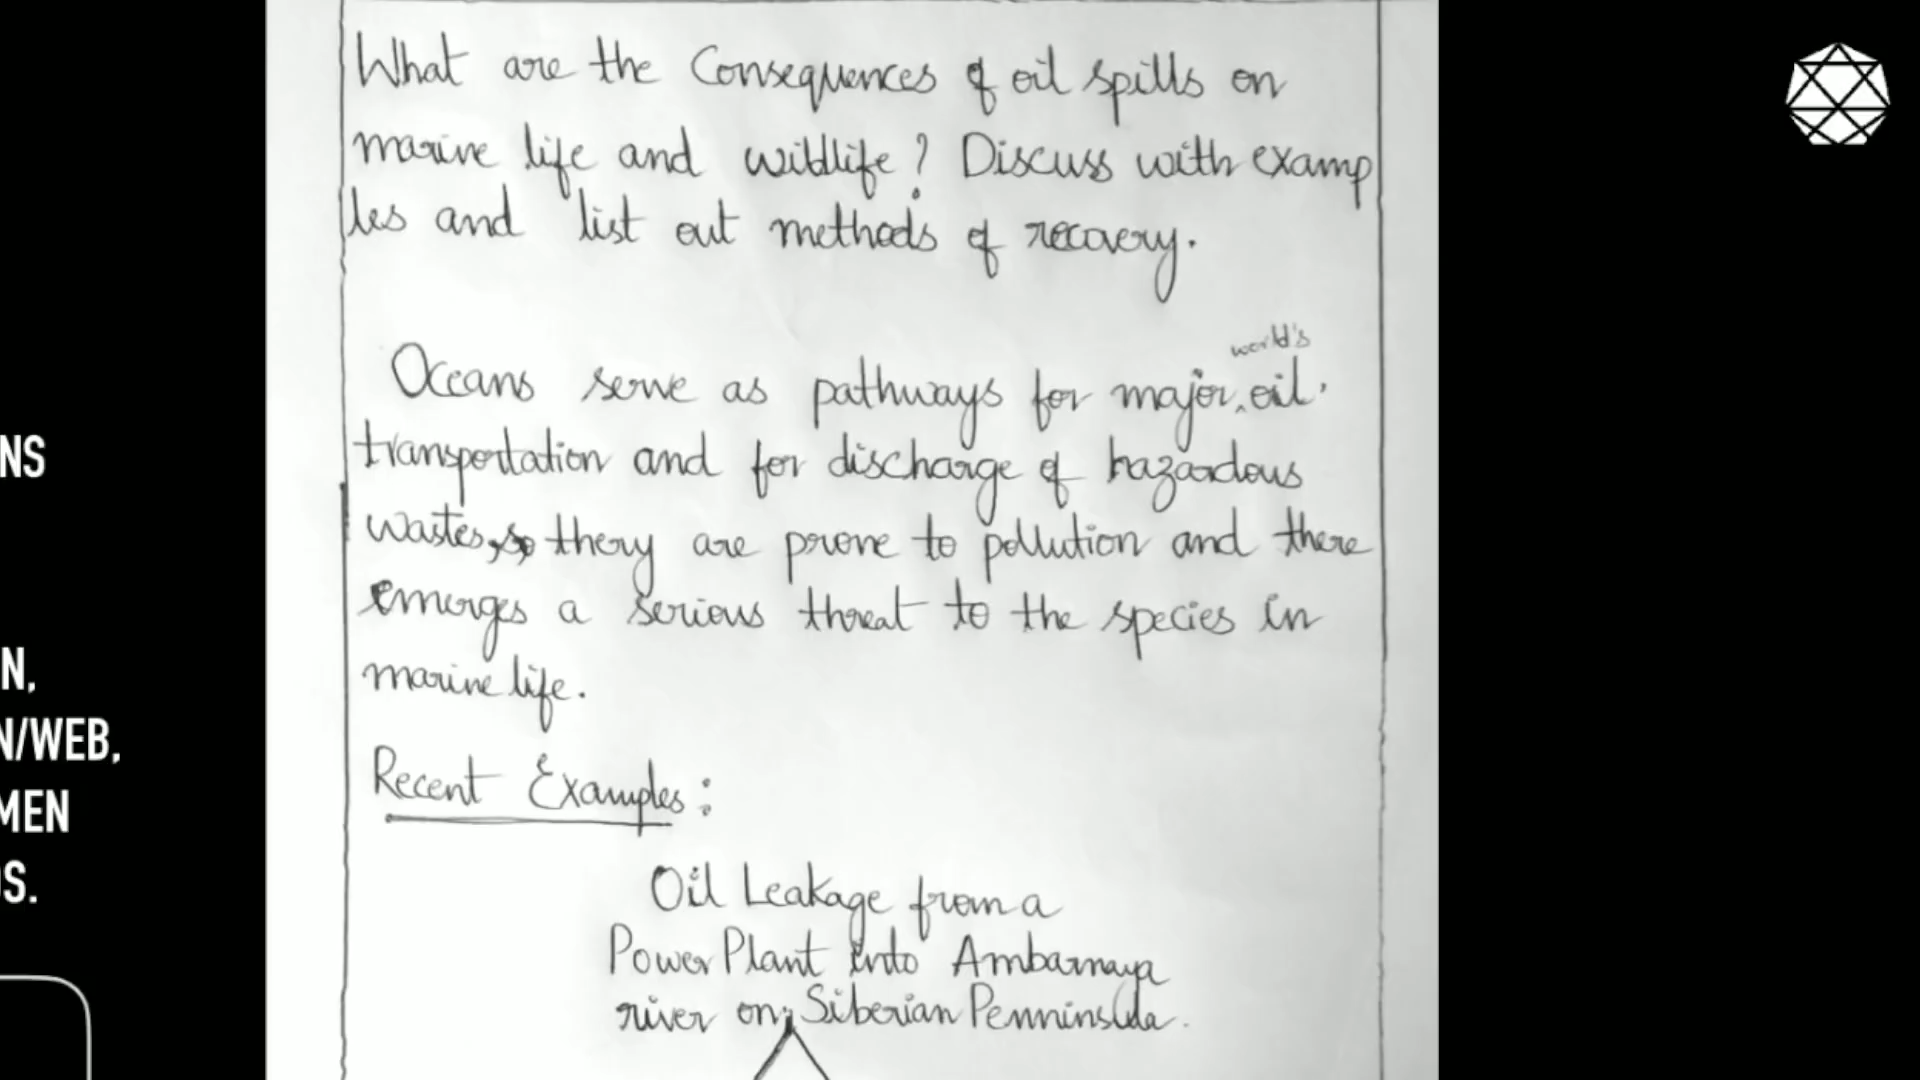 What are the Consequences of oil spills on
marine life and wildlife? Discuss with examp
les and list out methods of recovery.
world's
Oceans serve as pathways for major oil
transportation and for discharge of hazardous
wastes, so thery are prone to pollution and there
emerges a serious threat to the species in
marine life.
Recent Examples:
Oil Leakage from a
Power Plant into Ambarnaya
river on Siberian Penninsula.
NS
N,
N/WEB,
MEN
S.